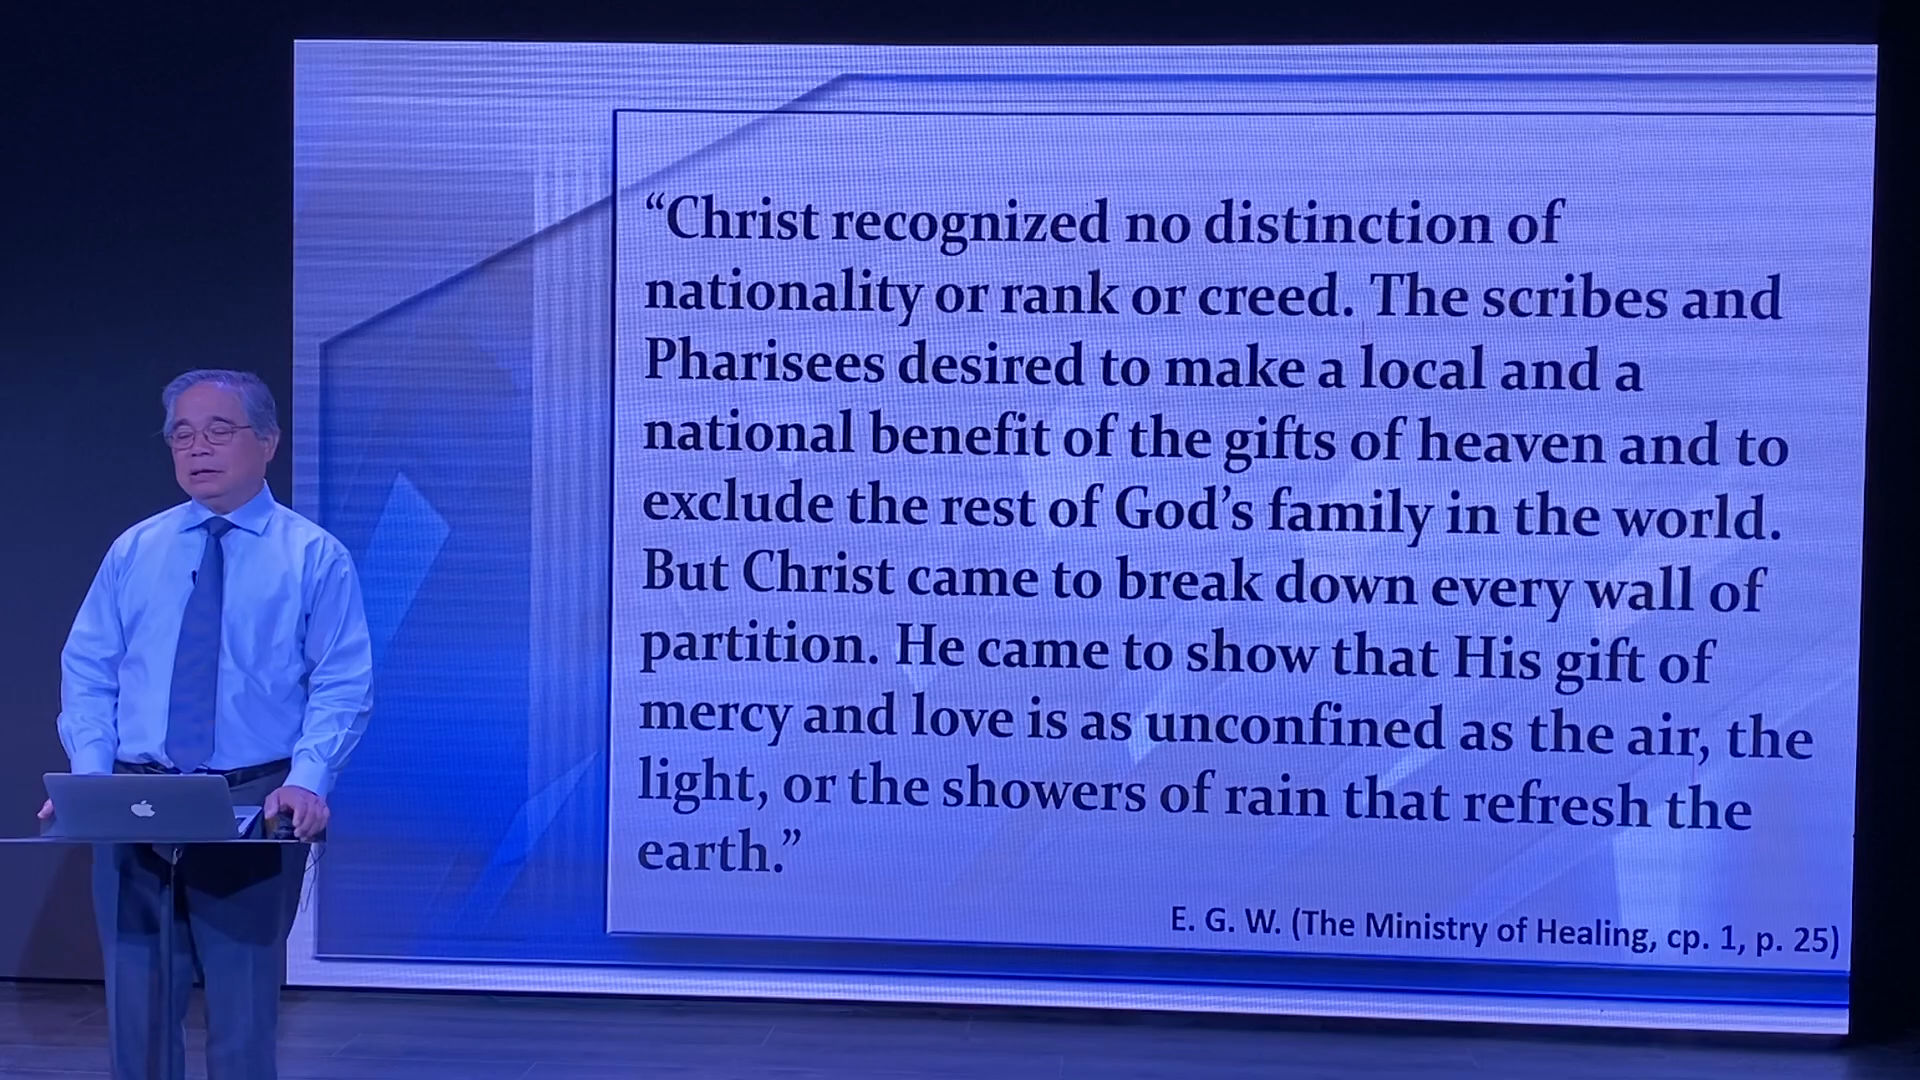 “Christ recognized no distinction of
nationality or rank or creed. The scribes and
Pharisees desired to make a local and a
national benefit of the gifts of heaven and to
exclude the rest of God’s family in the world.
But Christ came to break down every wall of
partition. He came to show that His gift of
mercy and love is as unconfined as the air, the
light, or the showers of rain that refresh the
earth.”
E. G. W. (The Ministry of Healing, cp. 1, p. 25)